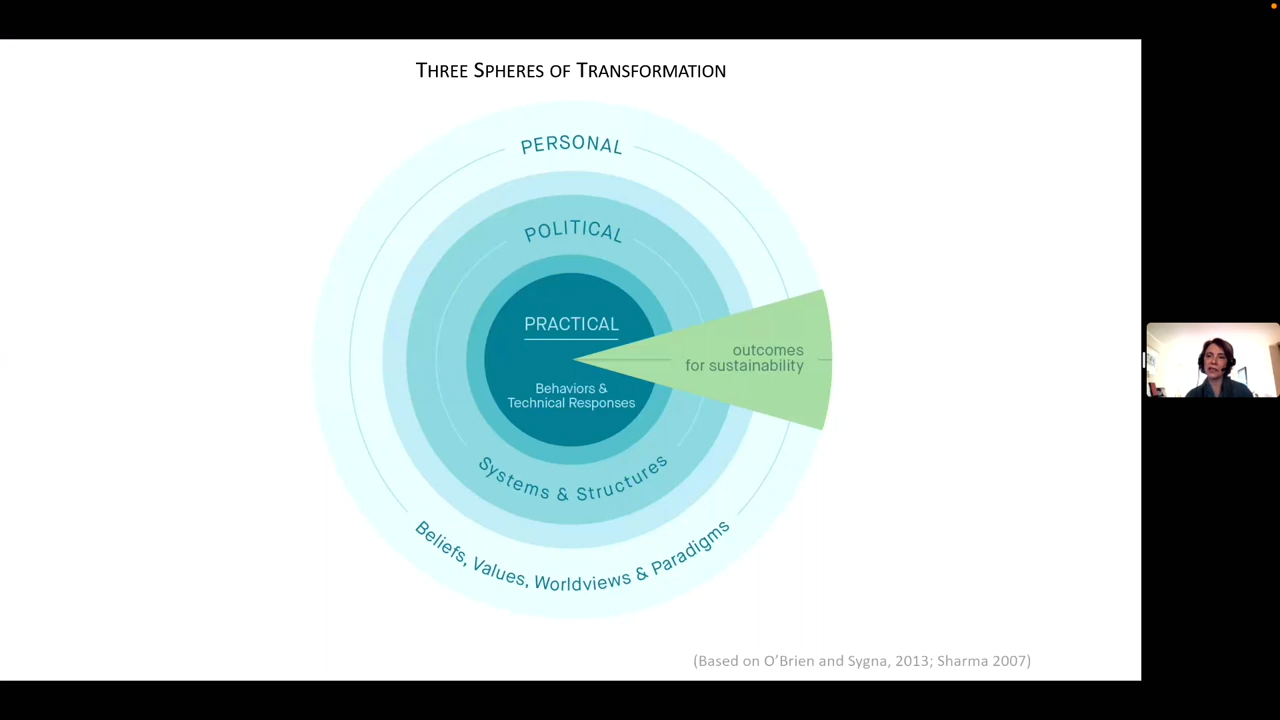 THREE SPHERES OF TRANSFORMATION
PERSONAL
POLITICAL
PRACTICAL
outcomes
for sustainability
Behaviors &
Technical Responses
Systems & Structures
Beliefs, Values, Worldviews & Paradigms
(Based on O’Brien and Sygna, 2013; Sharma 2007)